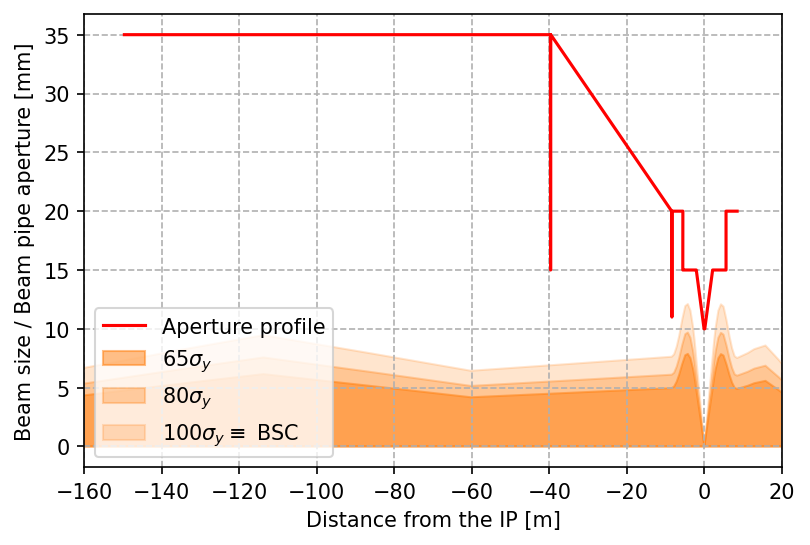 Beam size / Beam pipe aperture [mm]
35
30
25
20
15
10
5
0
Aperture profile
65σy
80σy
100σy ≡ BSC
−160 −140 −120 −100 −80 −60 −40 −20 0 20
Distance from the IP [m]